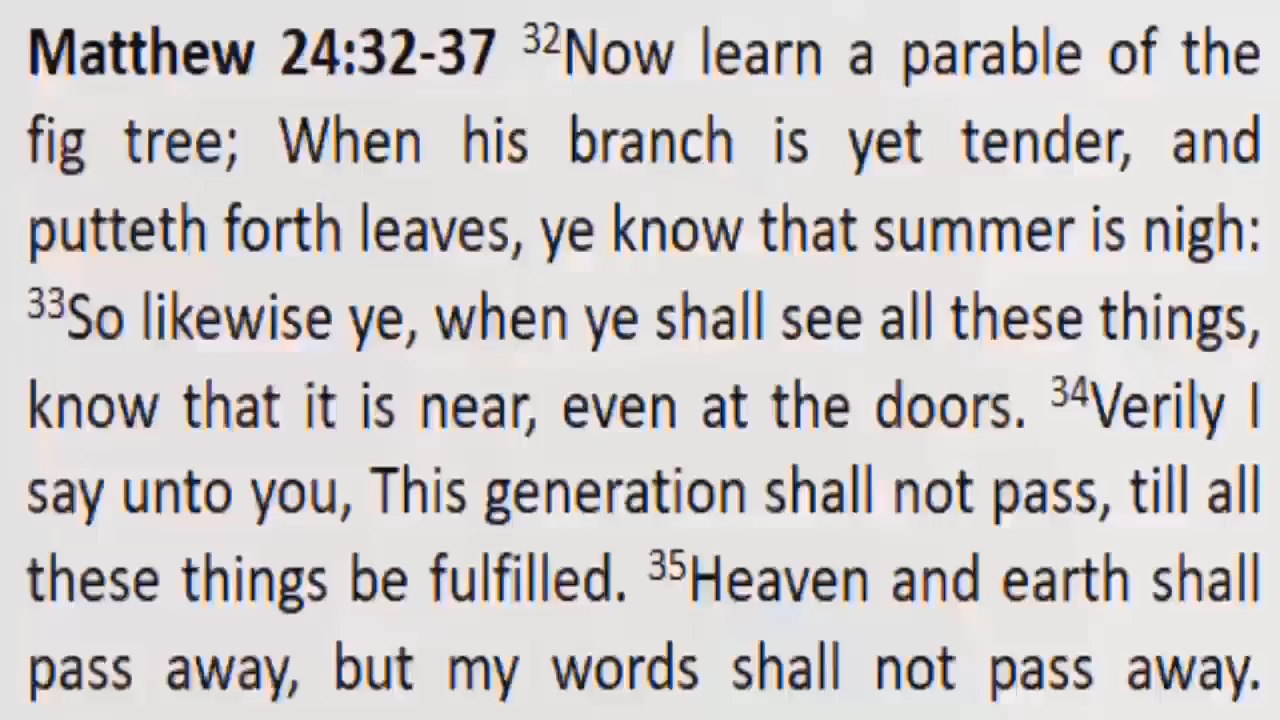 Matthew 24:32-37 ³²Now learn a parable of the
fig tree; When his branch is yet tender, and
putteth forth leaves, ye know that summer is nigh:
³³So likewise ye, when ye shall see all these things,
know that it is near, even at the doors. ³⁴Verily I
say unto you, This generation shall not pass, till all
these things be fulfilled. ³⁵Heaven and earth shall
pass away, but my words shall not pass away.